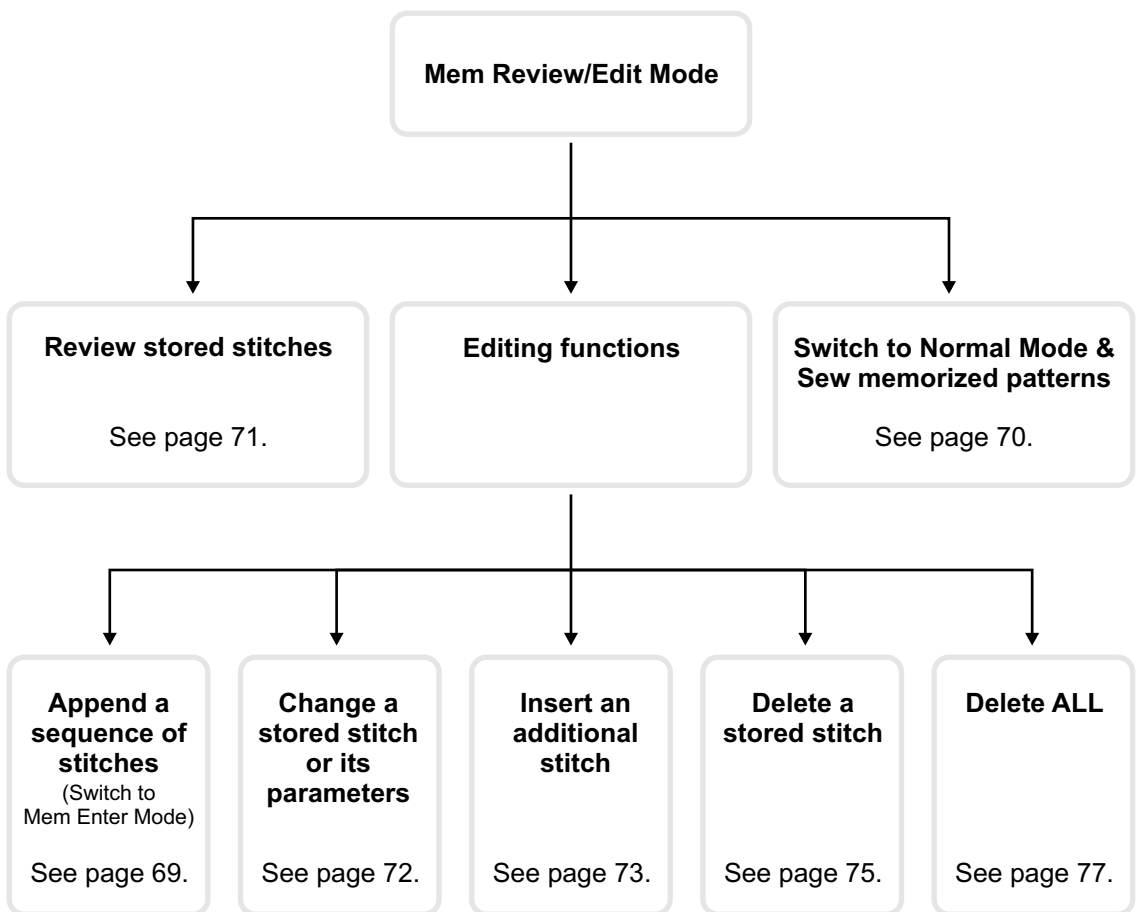 Mem Review/Edit Mode
Review stored stitches
See page 71.
Editing functions
Switch to Normal Mode &
Sew memorized patterns
See page 70.
Append a
sequence of
stitches
(Switch to
Mem Enter Mode)
See page 69.
Change a
stored stitch
or its
parameters
See page 72.
Insert an
additional
stitch
See page 73.
Delete a
stored stitch
See page 75.
Delete ALL
See page 77.